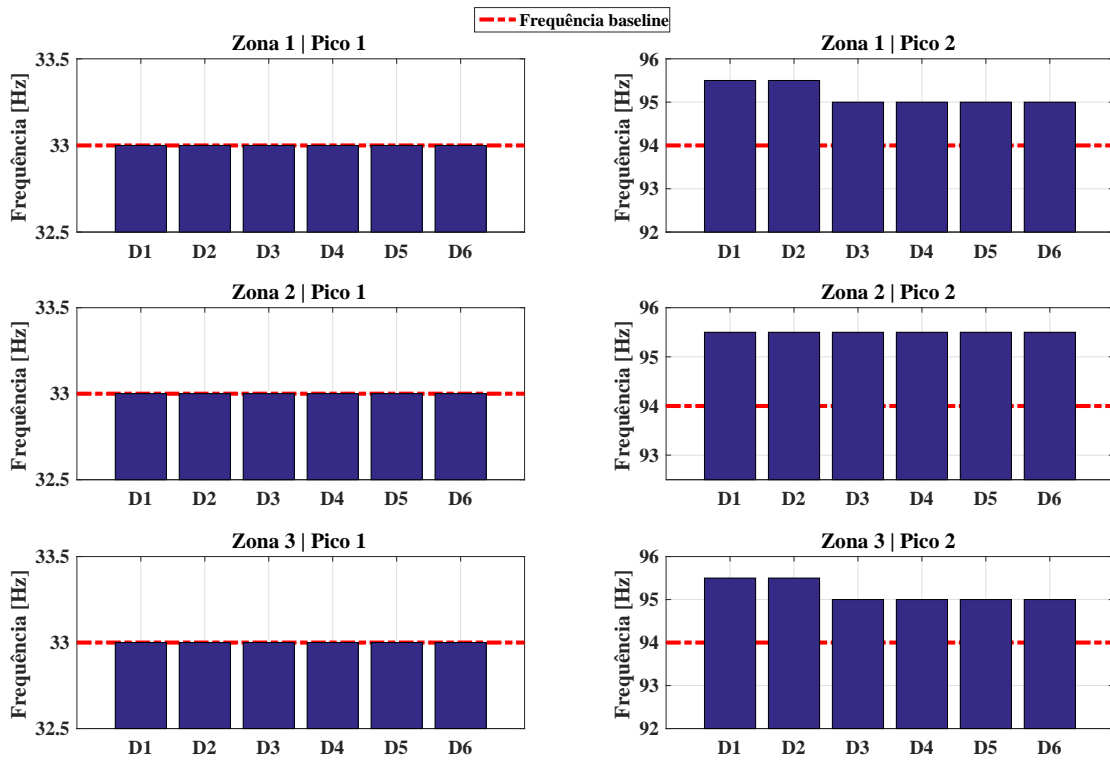 Frequência baseline
Zona 1 | Pico 1
Frequência [Hz]
33.5
33
32.5
D1 D2 D3 D4 D5 D6
Zona 1 | Pico 2
Frequência [Hz]
96
95
94
93
92
D1 D2 D3 D4 D5 D6
Zona 2 | Pico 1
Frequência [Hz]
33.5
33
32.5
D1 D2 D3 D4 D5 D6
Zona 2 | Pico 2
Frequência [Hz]
96
95
94
93
D1 D2 D3 D4 D5 D6
Zona 3 | Pico 1
Frequência [Hz]
33.5
33
32.5
D1 D2 D3 D4 D5 D6
Zona 3 | Pico 2
Frequência [Hz]
96
95
94
93
92
D1 D2 D3 D4 D5 D6